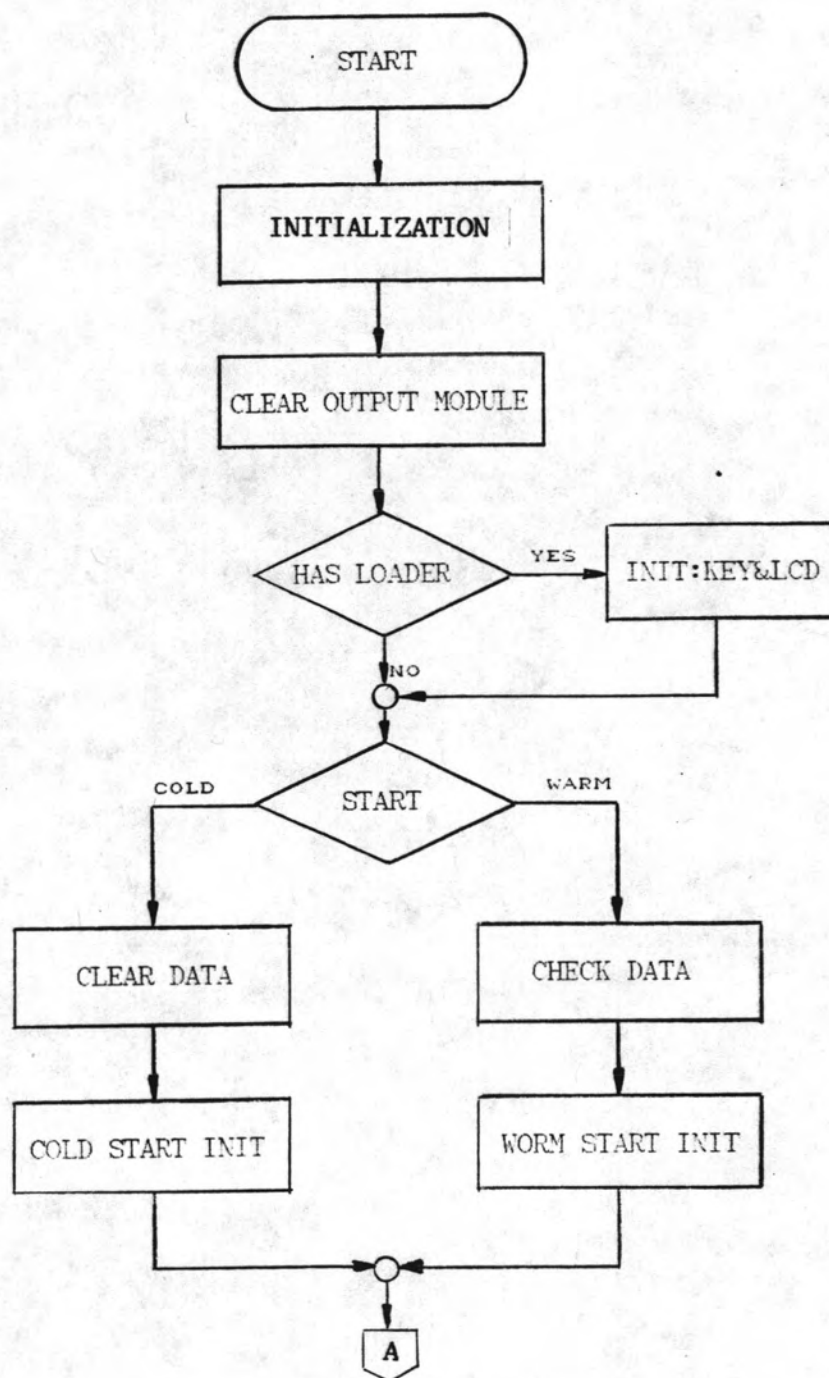 START
INITIALIZATION
CLEAR OUTPUT MODULE
HAS LOADER
YES
INIT:KEY&LCD
NO
START
COLD
WARM
CLEAR DATA
CHECK DATA
COLD START INIT
WORM START INIT
A